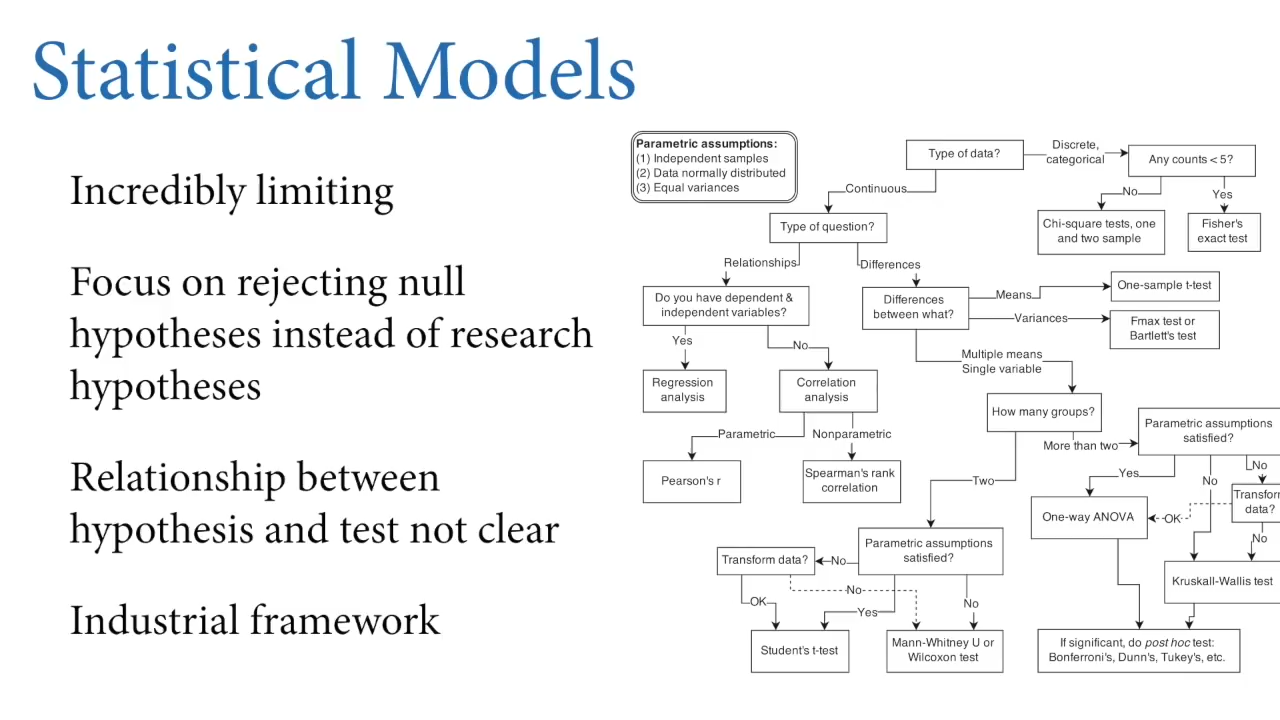 Statistical Models
Incredibly limiting
Focus on rejecting null
hypotheses instead of research
hypotheses
Relationship between
hypothesis and test not clear
Industrial framework
Parametric assumptions:
(1) Independent samples
(2) Data normally distributed
(3) Equal variances
Type of data?
Discrete,
categorical
Any counts < 5?
No
Yes
Chi-square tests, one
and two sample
Fisher's
exact test
Continuous
Type of question?
Relationships
Differences
Do you have dependent &
independent variables?
Differences
between what?
Means
One-sample t-test
Variances
Fmax test or
Bartlett's test
Yes
No
Regression
analysis
Correlation
analysis
Parametric
Nonparametric
Pearson's r
Spearman's rank
correlation
Multiple means
Single variable
How many groups?
More than two
Parametric assumptions
satisfied?
Yes
No
No
Transfor
data?
OK
No
One-way ANOVA
Kruskall-Wallis test
If significant, do post hoc test:
Bonferroni's, Dunn's, Tukey's, etc.
Two
Parametric assumptions
satisfied?
No
Transform data?
OK
No
Yes
No
Student's t-test
Mann-Whitney U or
Wilcoxon test